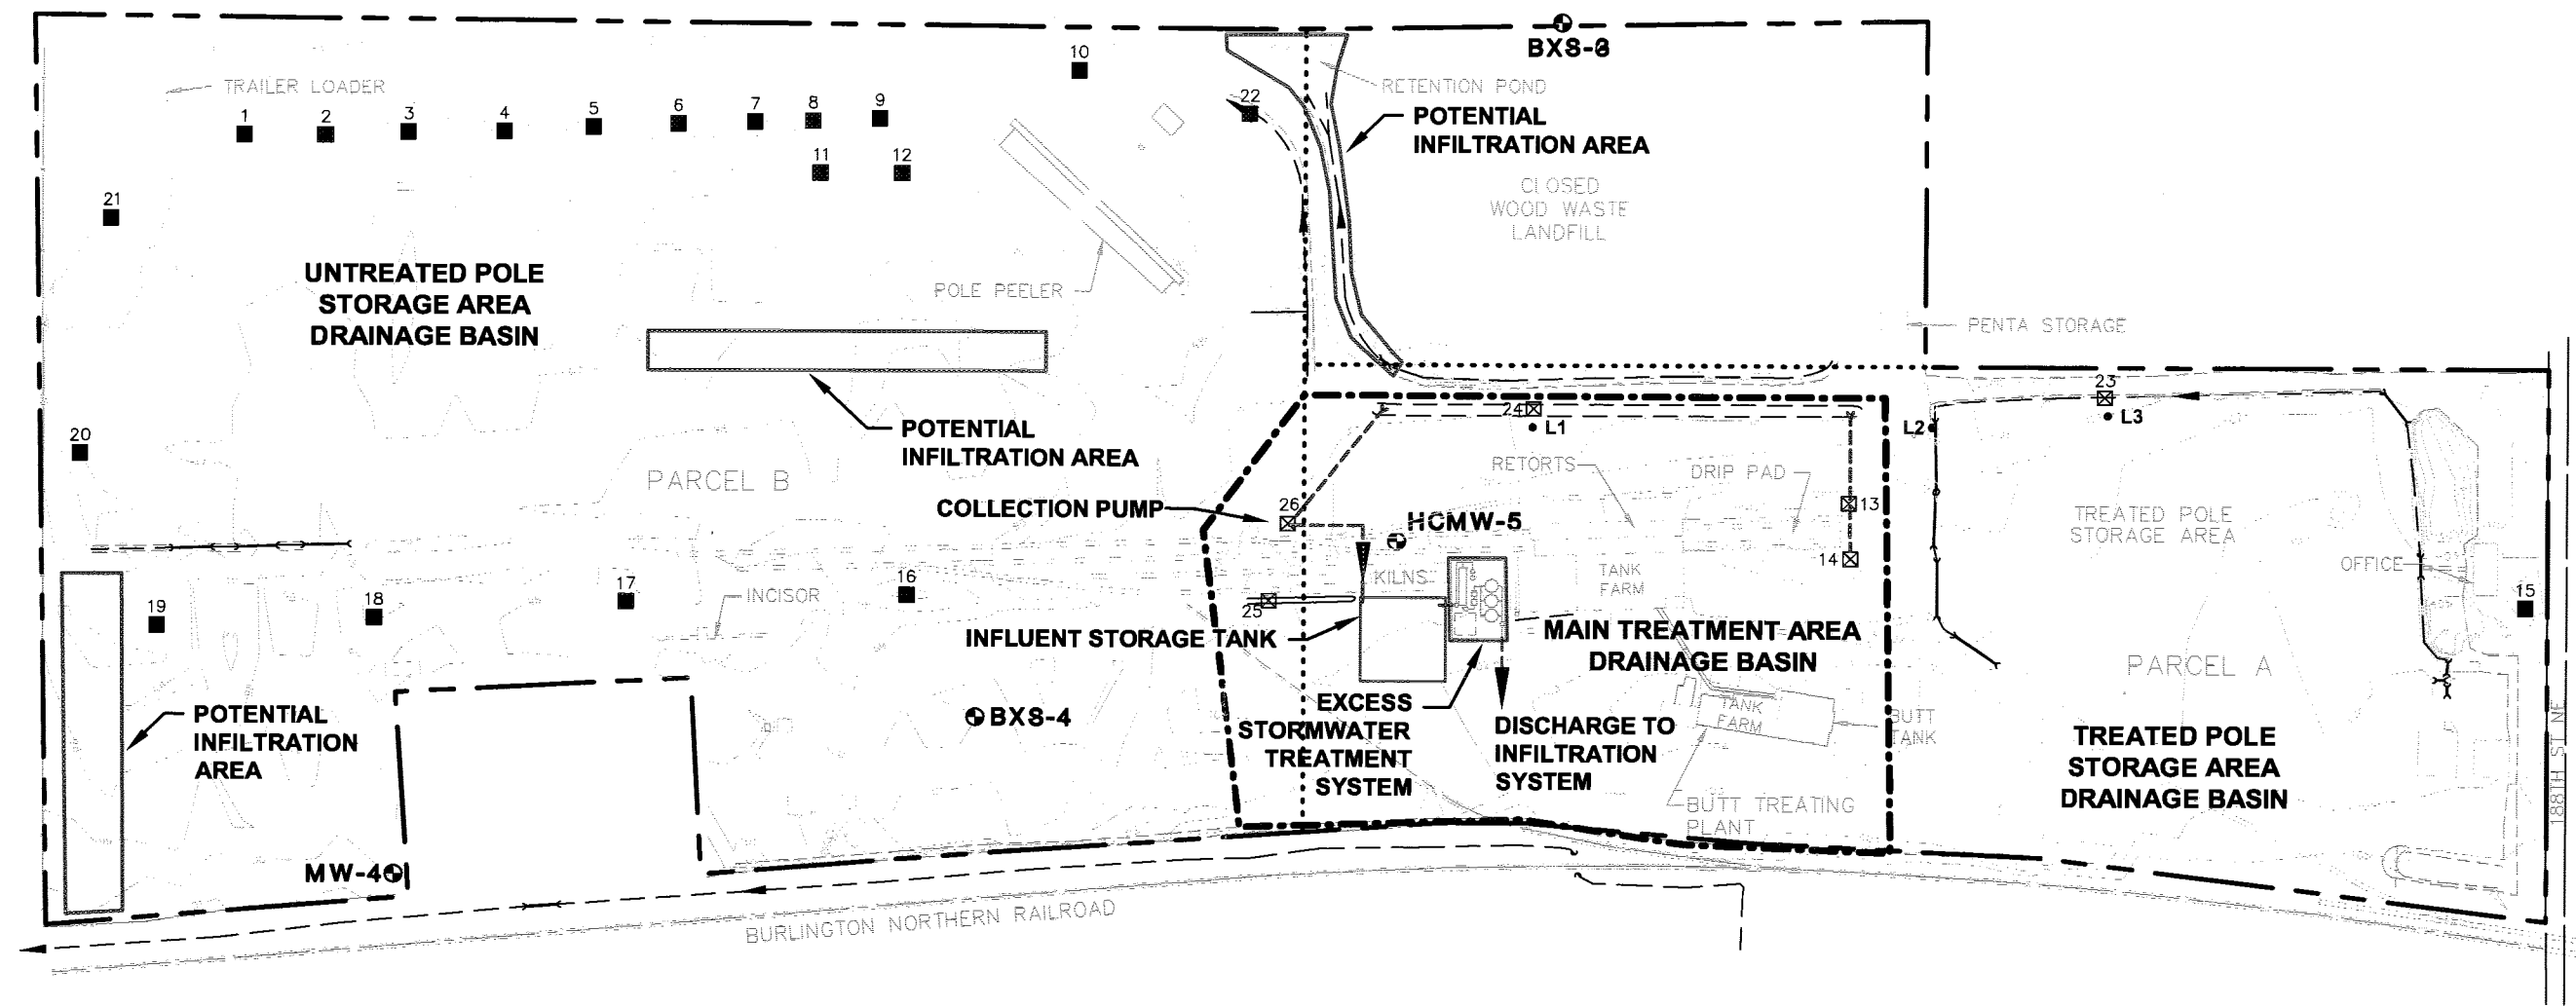 BXS-3
10
TRAILER LOADER
RETENTION POND
1
2
3
4
5
6
7
8
9
22
POTENTIAL
INFILTRATION AREA
11
12
CLOSED
WOOD WASTE
LANDFILL
21
UNTREATED POLE
STORAGE AREA
DRAINAGE BASIN
POLE PEELER
PENTA STORAGE
POTENTIAL
INFILTRATION AREA
20
PARCEL B
COLLECTION PUMP
26
24
L1
L2
23
L3
RETORTS
DRIP PAD
HCMW-5
13
14
TREATED POLE
STORAGE AREA
OFFICE
15
KILNS
TANK
FARM
19
18
17
INCISOR
16
25
INFLUENT STORAGE TANK
MAIN TREATMENT AREA
DRAINAGE BASIN
PARCEL A
POTENTIAL
INFILTRATION
AREA
BXS-4
EXCESS
STORMWATER
TREATMENT
SYSTEM
DISCHARGE TO
INFILTRATION
SYSTEM
TANK
FARM
BUTT
TANK
BUTT TREATING
PLANT
TREATED POLE
STORAGE AREA
DRAINAGE BASIN
188TH ST NE
MW-4
BURLINGTON NORTHERN RAILROAD